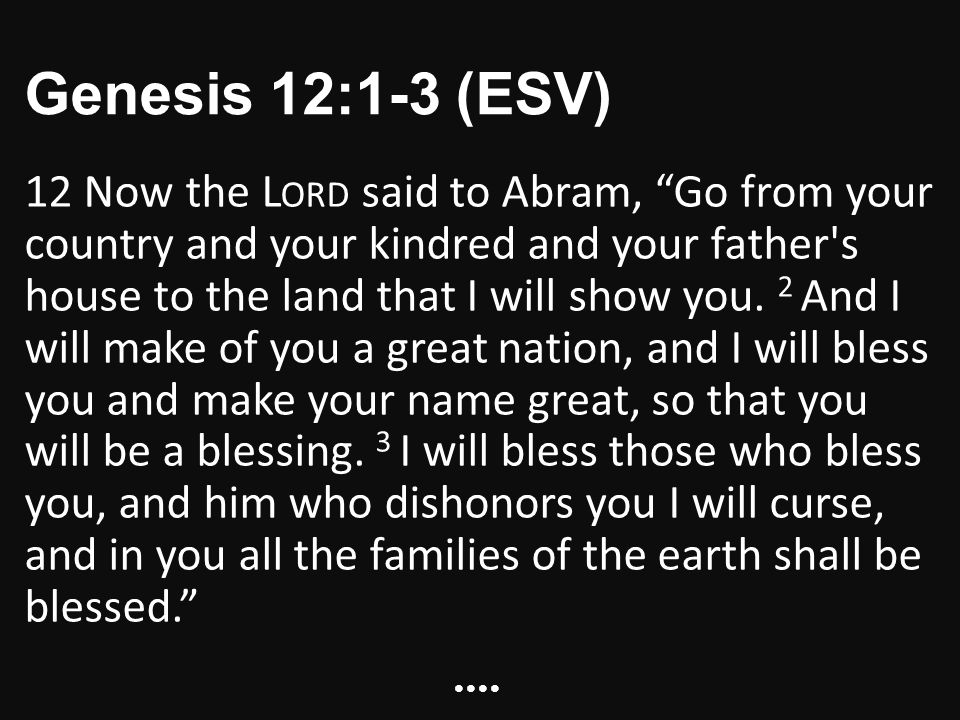 Genesis 12:1-3 (ESV)
12 Now the LORD said to Abram, “Go from your
country and your kindred and your father's
house to the land that I will show you. 2 And I
will make of you a great nation, and I will bless
you and make your name great, so that you
will be a blessing. 3 I will bless those who bless
you, and him who dishonors you I will curse,
and in you all the families of the earth shall be
blessed.”
••••